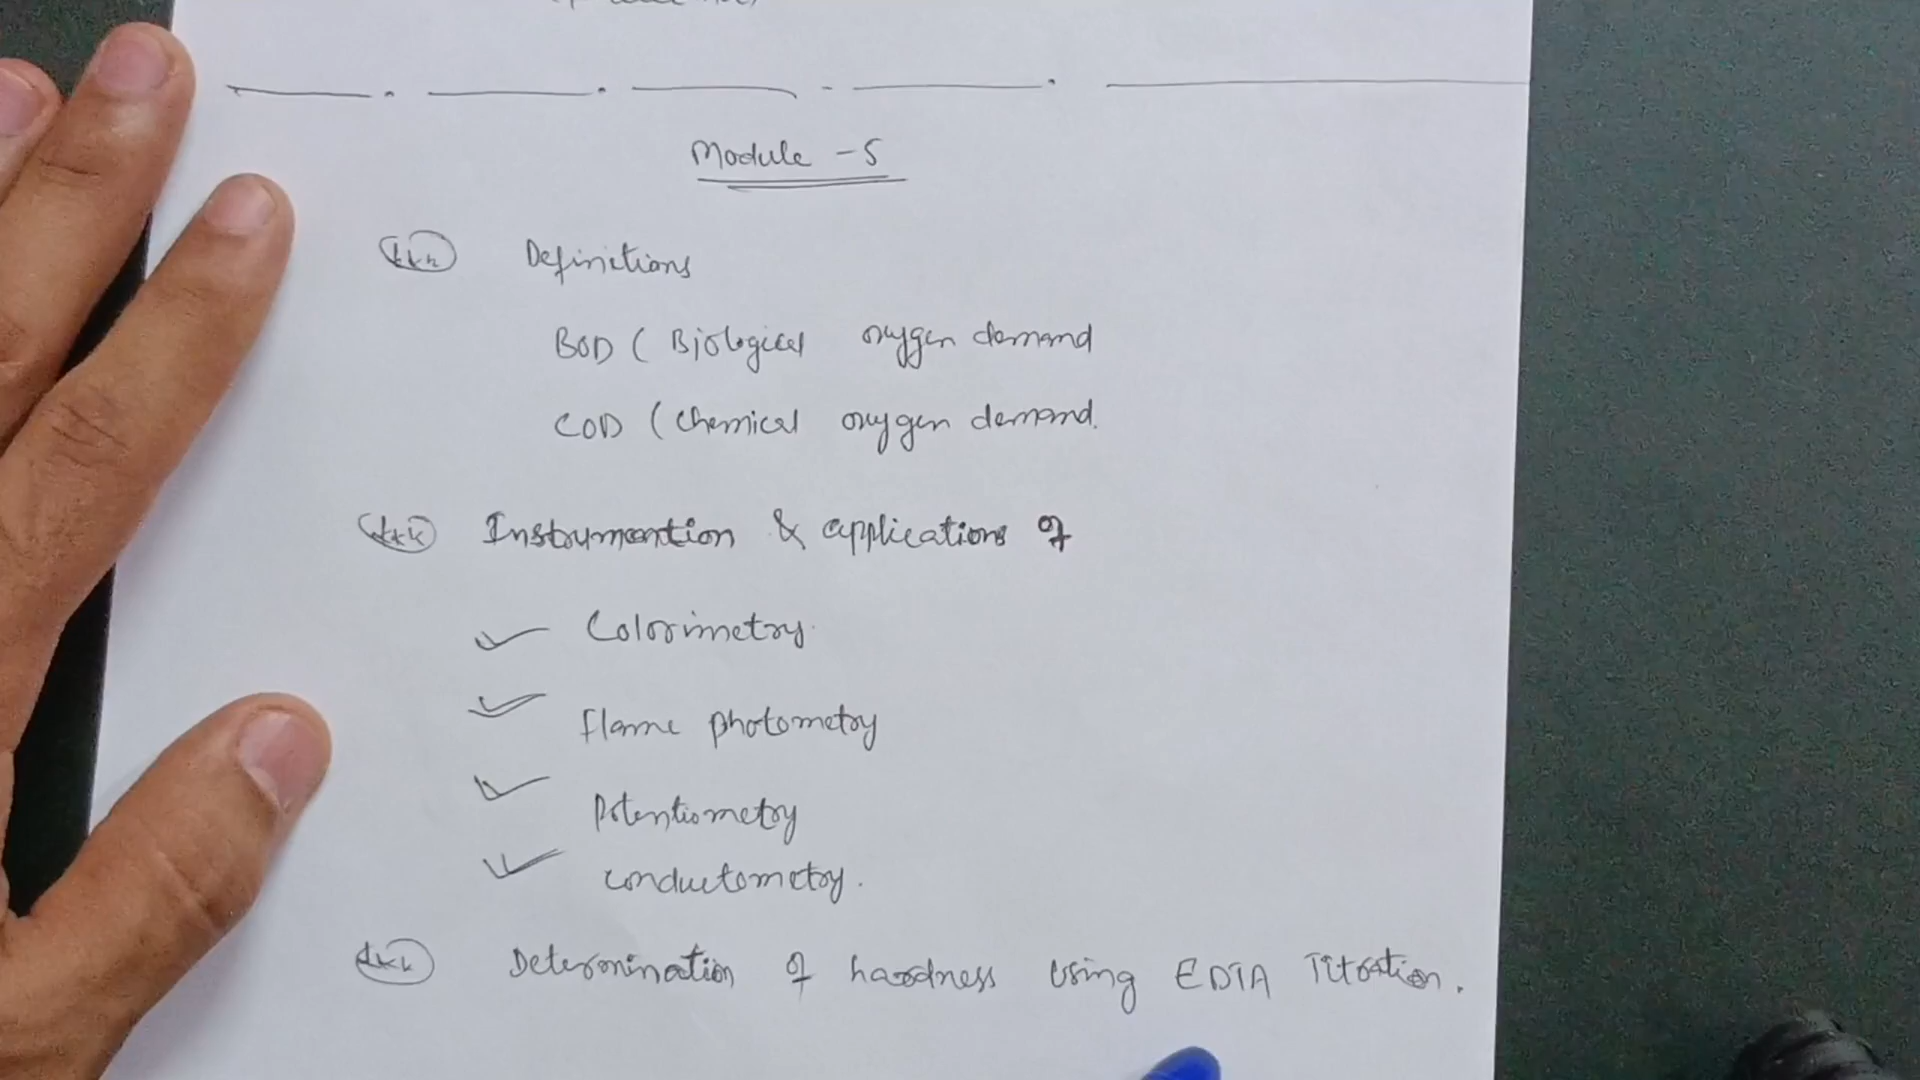 Module - 5
*** Definitions
BOD ( Biological oxygen demand
COD ( Chemical oxygen demand.
*** Instrumention & applications of
Colorimetry.
flame photometry
Potentiometry
conductometry.
*** Determination of hardness using EDTA Titration.